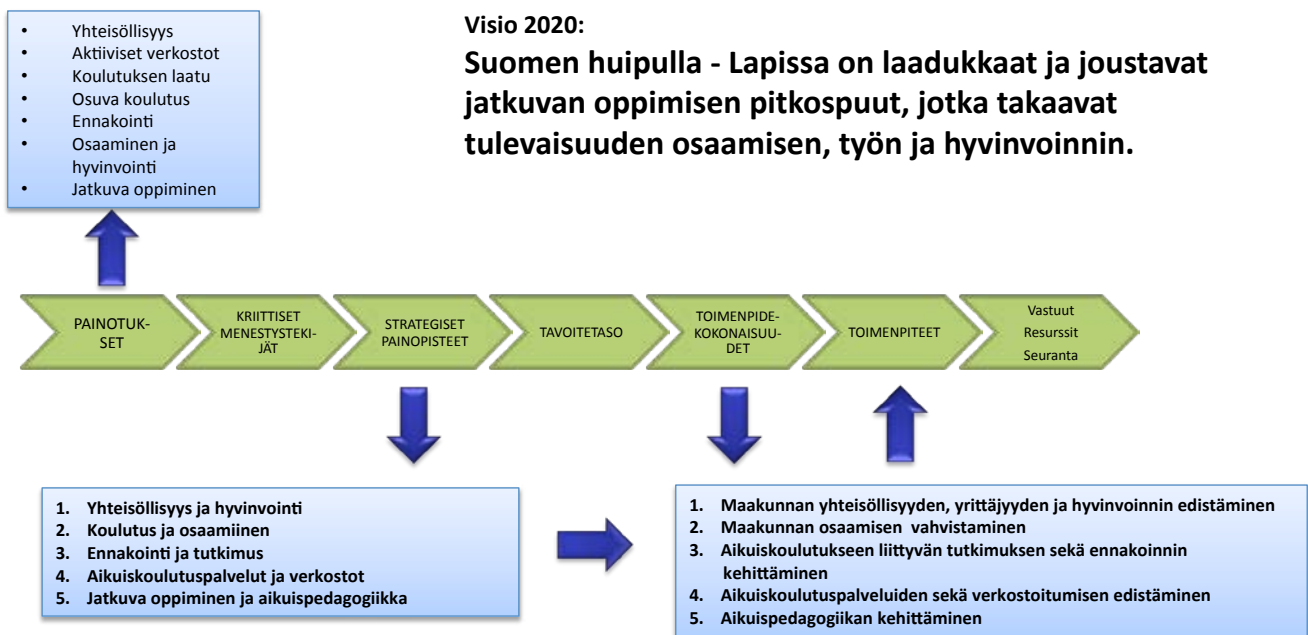 • Yhteisöllisyys
• Aktiiviset verkostot
• Koulutuksen laatu
• Osuva koulutus
• Ennakointi
• Osaaminen ja
hyvinvointi
• Jatkuva oppiminen
Visio 2020:
Suomen huipulla - Lapissa on laadukkaat ja joustavat
jatkuvan oppimisen pitkospuut, jotka takaavat
tulevaisuuden osaamisen, työn ja hyvinvoinnin.
PAINOTUK-
SET
KRIITTISET
MENESTYSTEKI-
JÄT
STRATEGISET
PAINOPISTEET
TAVOITETASO
TOIMENPIDE-
KOKONAISUU-
DET
TOIMENPITEET
Vastuut
Resurssit
Seuranta
1. Yhteisöllisyys ja hyvinvointi
2. Koulutus ja osaamiinen
3. Ennakointi ja tutkimus
4. Aikuiskoulutuspalvelut ja verkostot
5. Jatkuva oppiminen ja aikuispedagogiikka
1. Maakunnan yhteisöllisyyden, yrittäjyyden ja hyvinvoinnin edistäminen
2. Maakunnan osaamisen vahvistaminen
3. Aikuiskoulutukseen liittyvän tutkimuksen sekä ennakoinnin
kehittäminen
4. Aikuiskoulutuspalveluiden sekä verkostoitumisen edistäminen
5. Aikuispedagogiikan kehittäminen